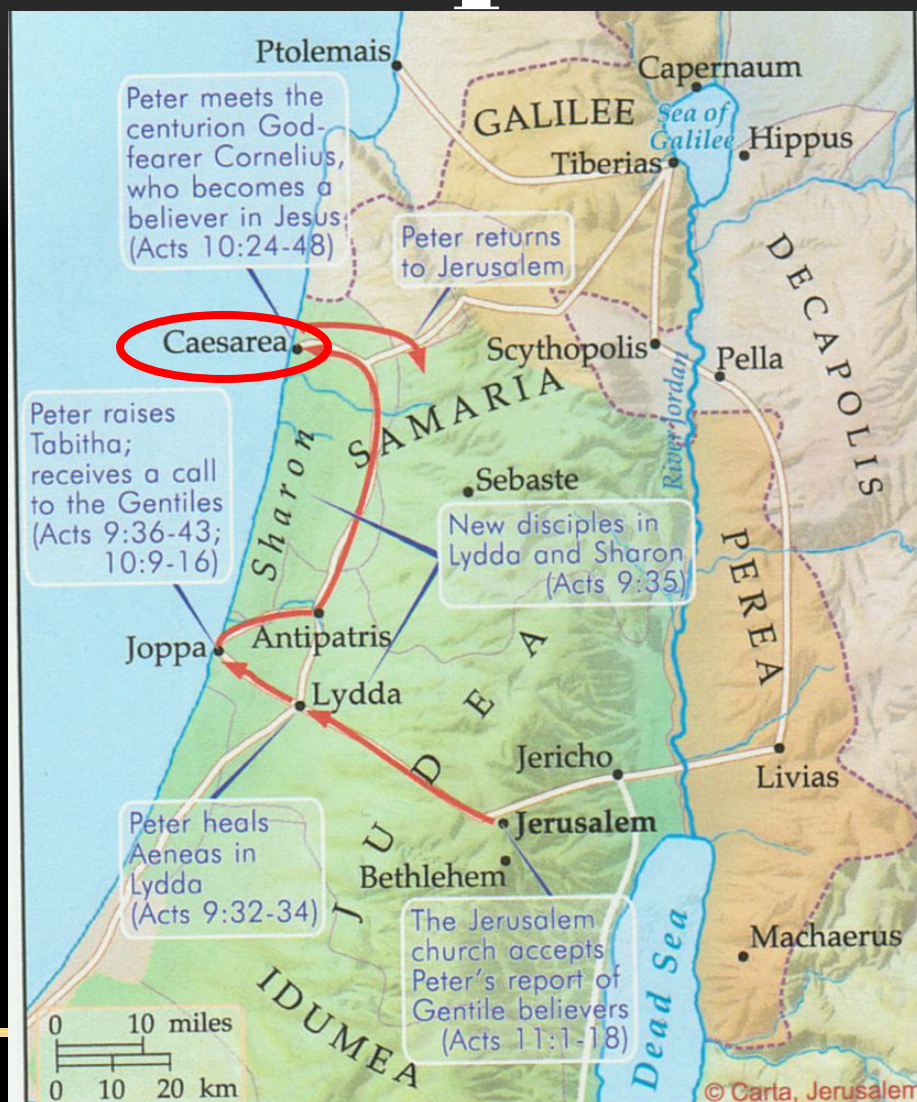 Ptolemais
Capernaum
Peter meets the
centurion God-
fearer Cornelius,
who becomes a
believer in Jesus
(Acts 10:24-48)
GALILEE
Sea of
Galilee
Hippus
Tiberias
Peter returns
to Jerusalem
DECAPOLIS
Caesarea
Scythopolis
Pella
River Jordan
SAMARIA
Peter raises
Tabitha;
receives a call
to the Gentiles
(Acts 9:36-43;
10:9-16)
Sharon
Sebaste
New disciples in
Lydda and Sharon
(Acts 9:35)
PEREA
Joppa
Antipatris
Lydda
JUDEA
Jericho
Livias
Jerusalem
Bethlehem
Peter heals
Aeneas in
Lydda
(Acts 9:32-34)
The Jerusalem
church accepts
Peter's report of
Gentile believers
(Acts 11:1-18)
Machaerus
Dead Sea
IDUMEA
0 10 miles
0 10 20 km
© Carta, Jerusalem